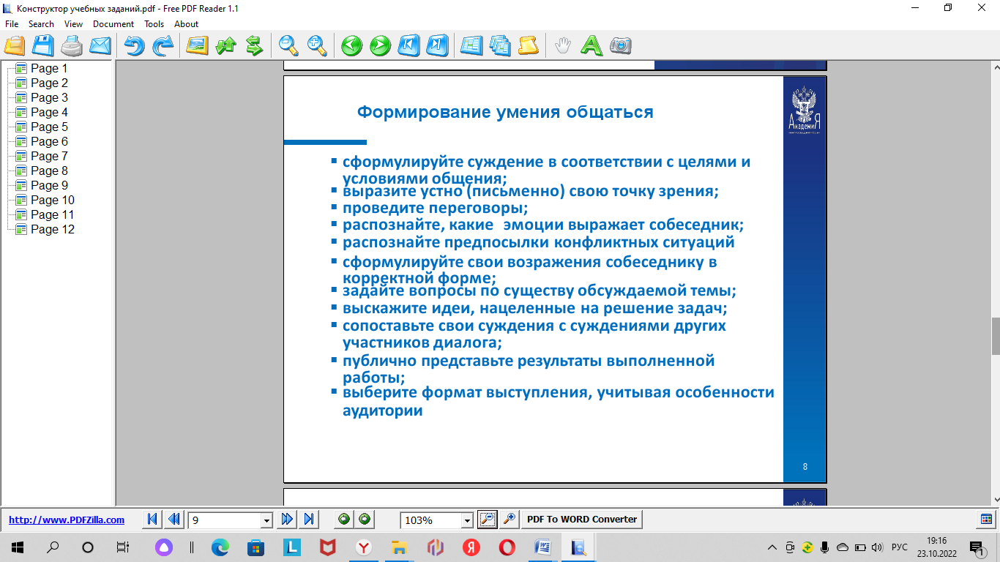 Конструктор учебных заданий.pdf - Free PDF Reader 1.1
File Search View Document Tools About
Page 1
Page 2
Page 3
Page 4
Page 5
Page 6
Page 7
Page 8
Page 9
Page 10
Page 11
Page 12
Формирование умения общаться
АкадемиЯ
▪ сформулируйте суждение в соответствии с целями и
условиями общения;
▪ выразите устно (письменно) свою точку зрения;
▪ проведите переговоры;
▪ распознайте, какие эмоции выражает собеседник;
▪ распознайте предпосылки конфликтных ситуаций
▪ сформулируйте свои возражения собеседнику в
корректной форме;
▪ задайте вопросы по существу обсуждаемой темы;
▪ выскажите идеи, нацеленные на решение задач;
▪ сопоставьте свои суждения с суждениями других
участников диалога;
▪ публично представьте результаты выполненной
работы;
▪ выберите формат выступления, учитывая особенности
аудитории
8
http://www.PDFZilla.com
9
103%
PDF To WORD Converter
РУС
19:16
23.10.2022
1